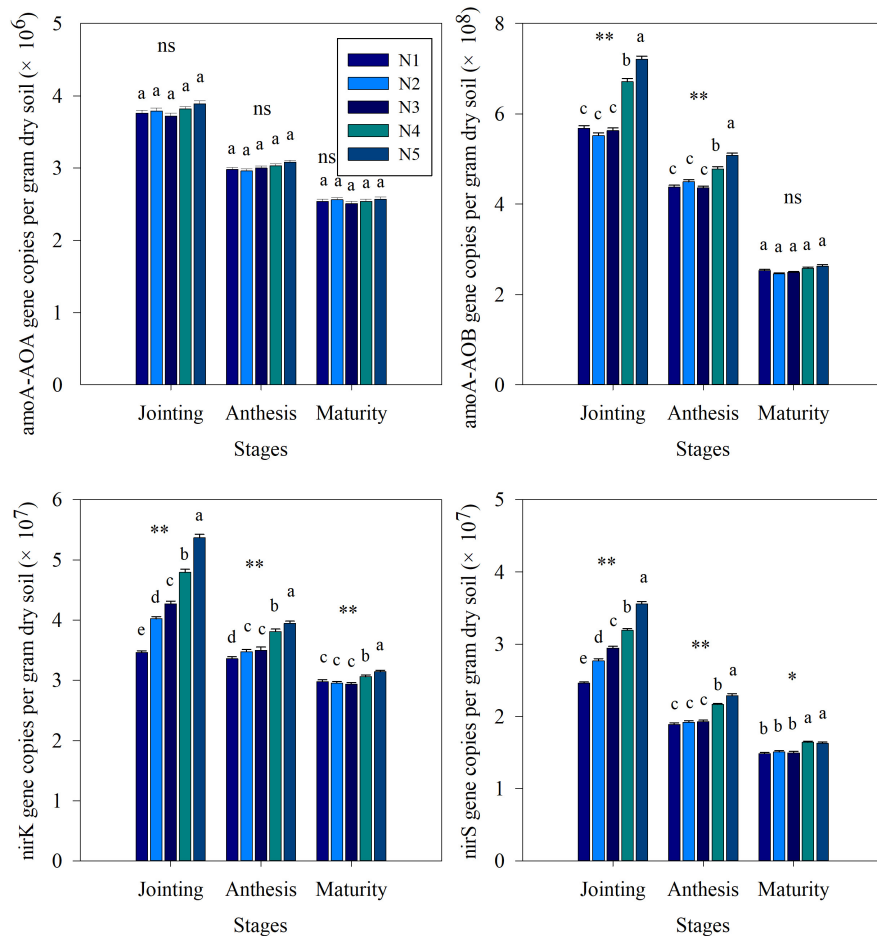 amoA-AOA gene copies per gram dry soil (× 10⁶)
5
4
3
2
1
0
ns
a a a a a
ns
a a a a a
ns
a a a a a
N1
N2
N3
N4
N5
Jointing Anthesis Maturity
Stages
amoA-AOB gene copies per gram dry soil (× 10⁸)
8
6
4
2
0
**
c c c b a
**
c c c b a
ns
a a a a a
Jointing Anthesis Maturity
Stages
nirK gene copies per gram dry soil (× 10⁷)
6
5
4
3
2
1
0
**
e d c b a
**
d c c b a
**
c c c b a
Jointing Anthesis Maturity
Stages
nirS gene copies per gram dry soil (× 10⁷)
5
4
3
2
1
0
**
e d c b a
**
c c c b a
*
b b b a a
Jointing Anthesis Maturity
Stages